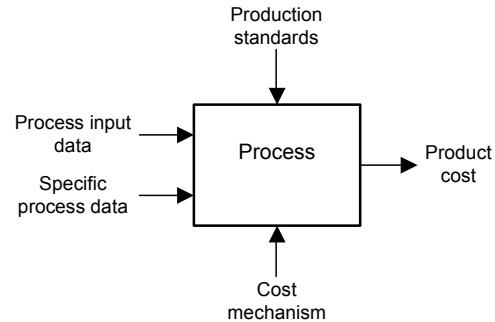 Production
standards
Process input
data
Process
Specific
process data
Product
cost
Cost
mechanism